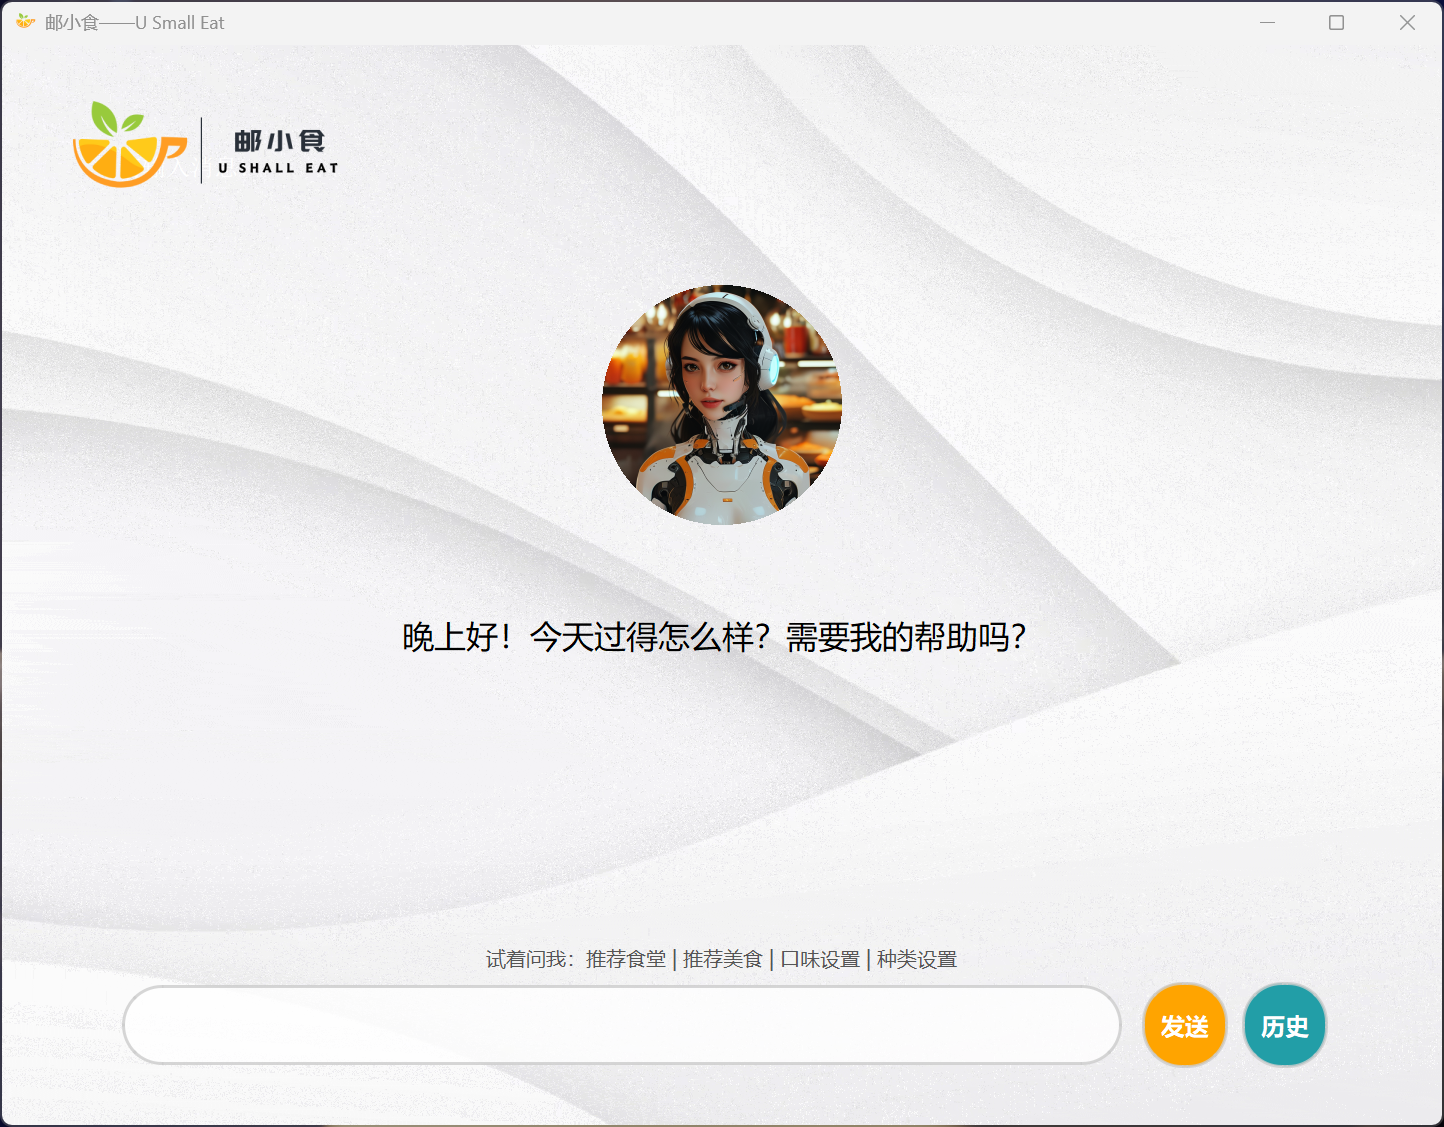 邮小食——U Small Eat
邮小食
U SHALL EAT
晚上好！今天过得怎么样？需要我的帮助吗？
试着问我：推荐食堂 | 推荐美食 | 口味设置 | 种类设置
发送
历史